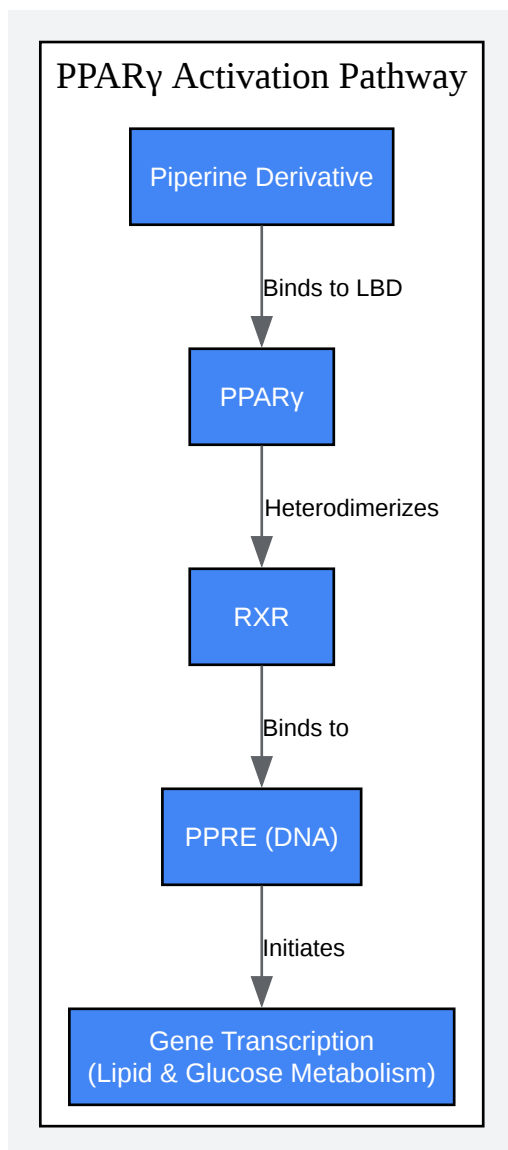 PPARγ Activation Pathway
Piperine Derivative
Binds to LBD
PPARγ
Heterodimerizes
RXR
Binds to
PPRE (DNA)
Initiates
Gene Transcription
(Lipid & Glucose Metabolism)